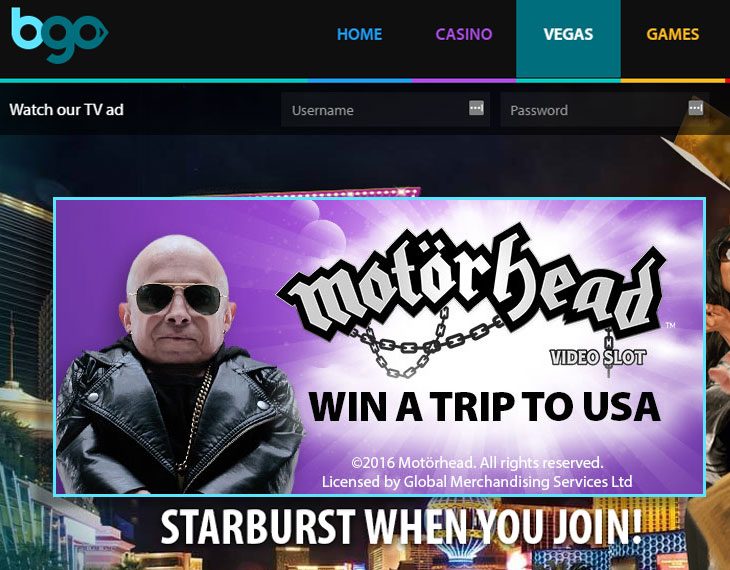 bgo
HOME CASINO VEGAS GAMES
Watch our TV ad Username Password
motörhead™
VIDEO SLOT
WIN A TRIP TO USA
©2016 Motörhead. All rights reserved.
Licensed by Global Merchandising Services Ltd
STARBURST WHEN YOU JOIN!